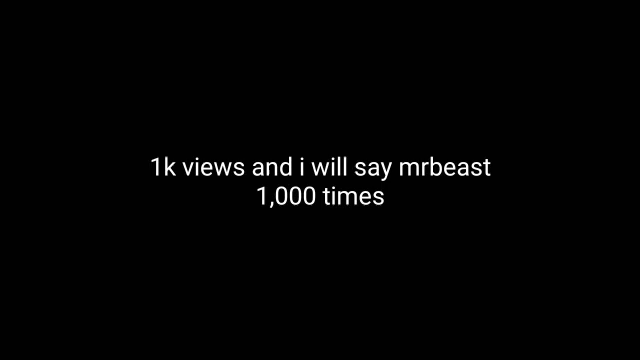 1k views and i will say mrbeast
1,000 times